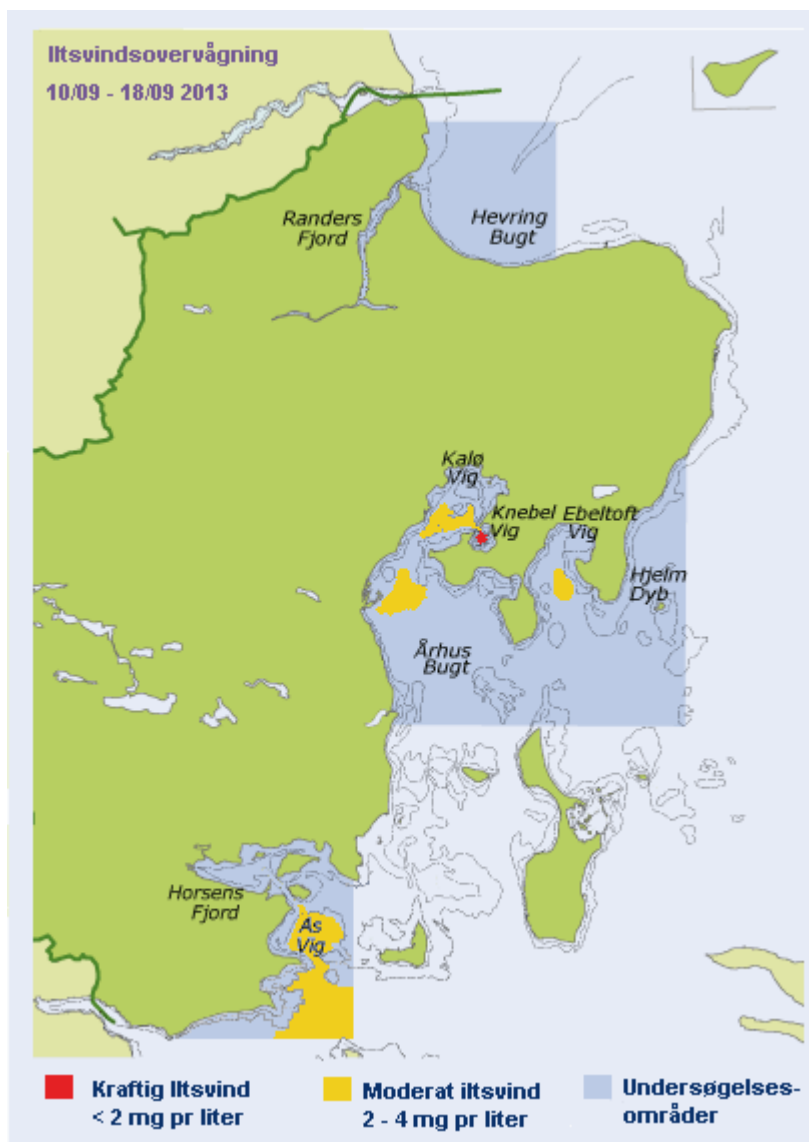 Iltsvindsovervågning
10/09 - 18/09 2013
Randers
Fjord
Hevring
Bugt
Kalø
Vig
Knebel
Vig
Ebeltoft
Vig
Hjelm
Dyb
Århus
Bugt
Horsens
Fjord
As
Vig
Kraftig Iltsvind
< 2 mg pr liter
Moderat iltsvind
2 - 4 mg pr liter
Undersøgelses-
områder